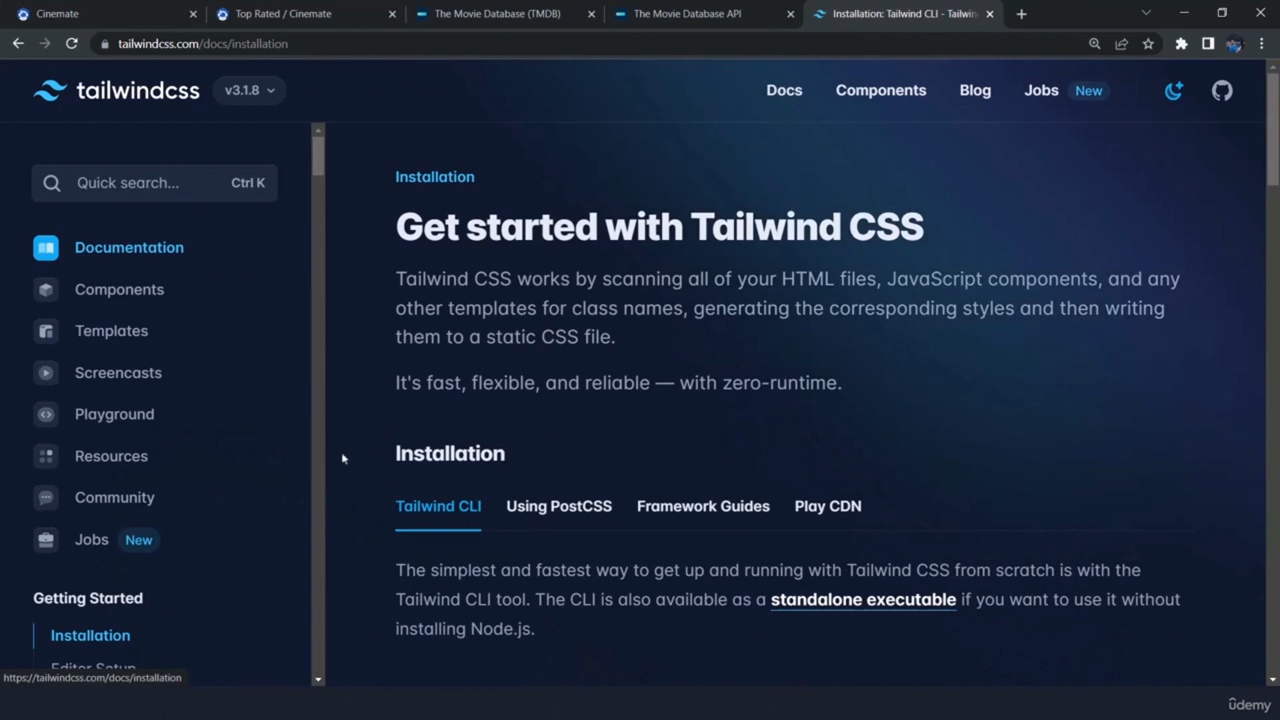 Cinemate
Top Rated / Cinemate
The Movie Database (TMDB)
The Movie Database API
Installation: Tailwind CLI - Tailwin
tailwindcss.com/docs/installation
tailwindcss
v3.1.8
Docs
Components
Blog
Jobs
New
Quick search...
Ctrl K
Documentation
Components
Templates
Screencasts
Playground
Resources
Community
Jobs
New
Getting Started
Installation
Editor Setup
https://tailwindcss.com/docs/installation
Installation
Get started with Tailwind CSS
Tailwind CSS works by scanning all of your HTML files, JavaScript components, and any
other templates for class names, generating the corresponding styles and then writing
them to a static CSS file.
It's fast, flexible, and reliable — with zero-runtime.
Installation
Tailwind CLI
Using PostCSS
Framework Guides
Play CDN
The simplest and fastest way to get up and running with Tailwind CSS from scratch is with the
Tailwind CLI tool. The CLI is also available as a standalone executable if you want to use it without
installing Node.js.
ûdemy